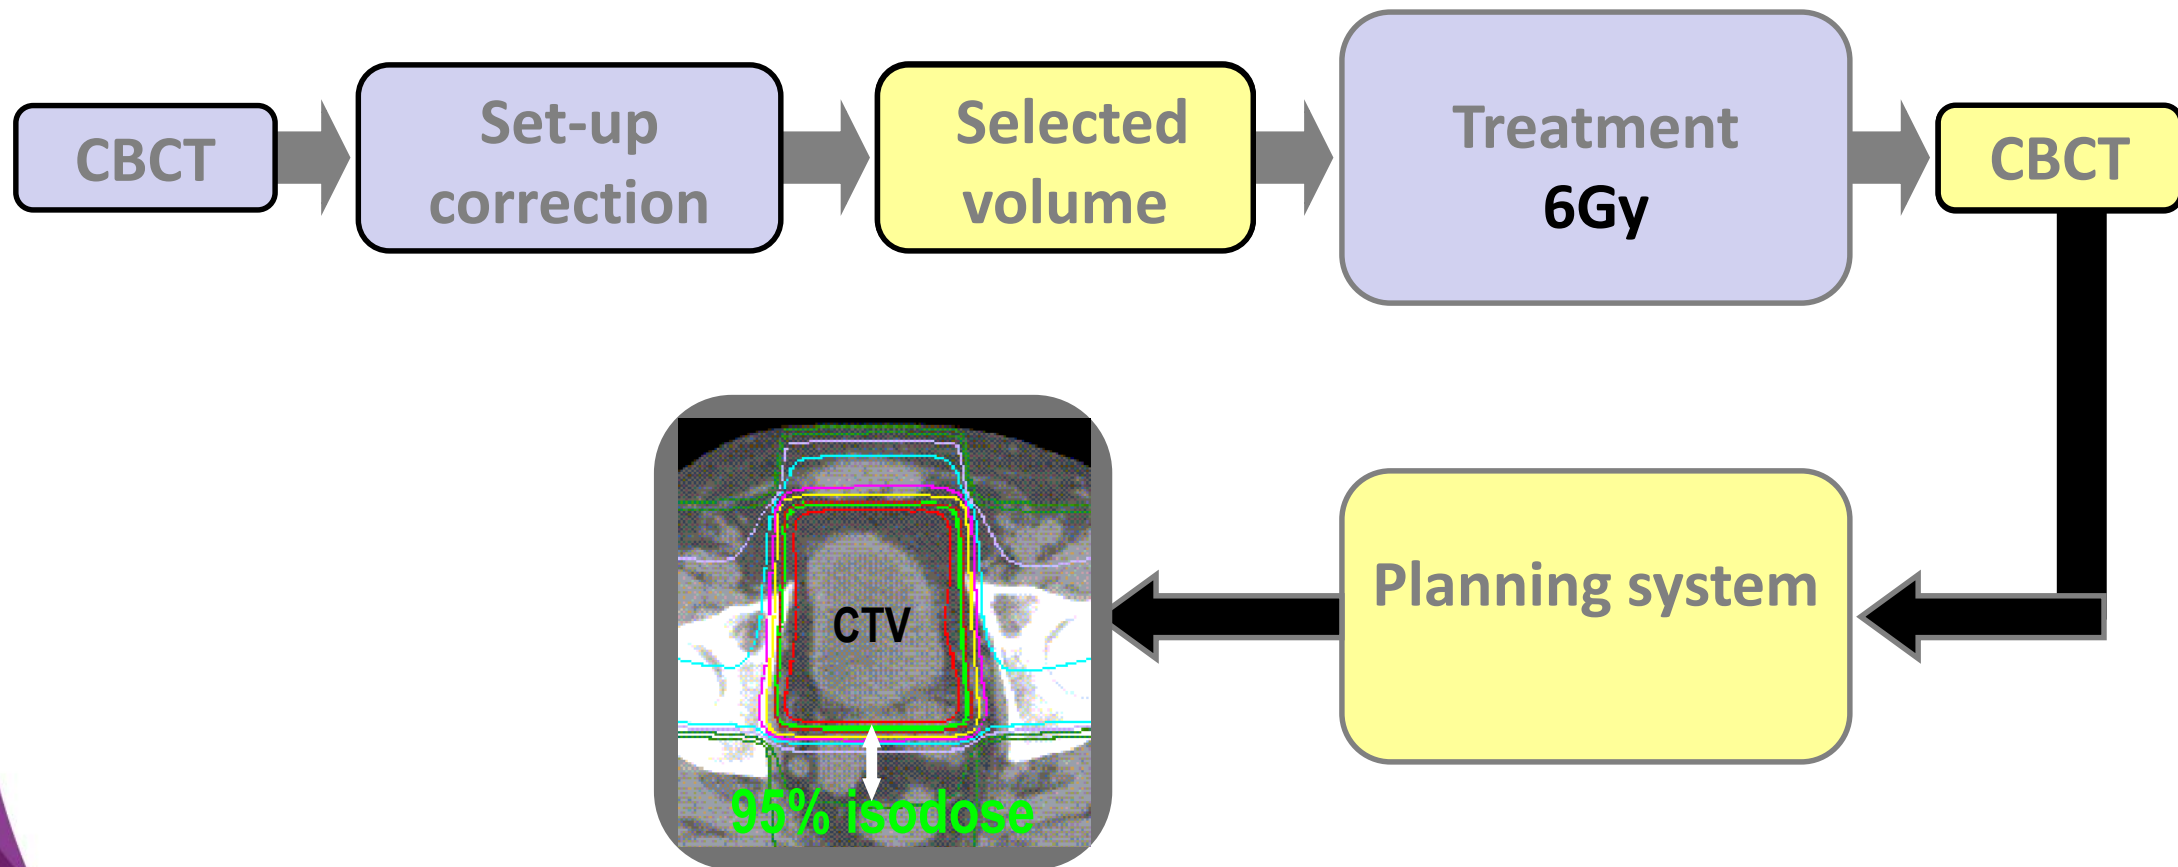 CBCT
Set-up
correction
Selected
volume
Treatment
6Gy
CBCT
Planning system
CTV
95% isodose